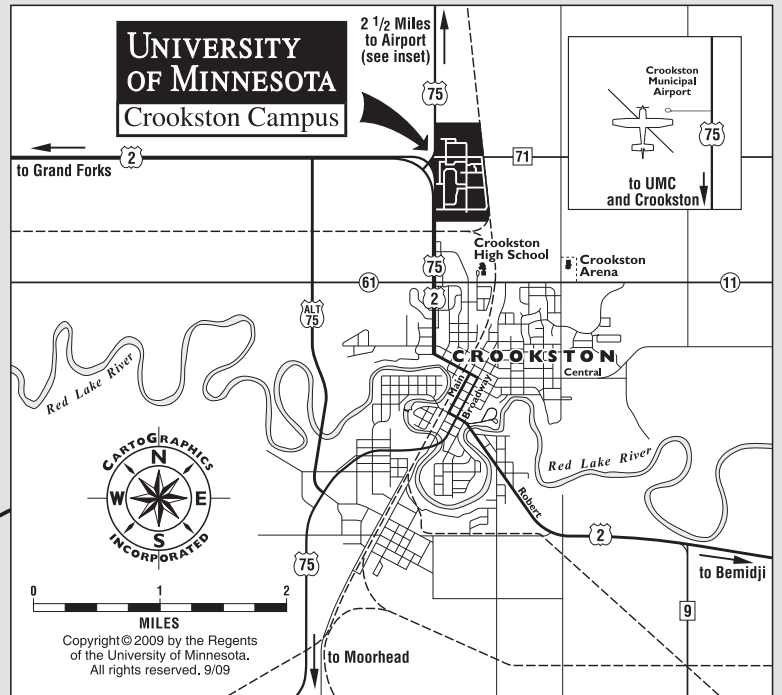 UNIVERSITY
OF MINNESOTA
Crookston Campus
2 1/2 Miles
to Airport
(see inset)
75
Crookston
Municipal
Airport
75
to UMC
and Crookston
2
to Grand Forks
71
Crookston
High School
Crookston
Arena
75
61
11
2
ALT
75
CROOKSTON
Central
Main
Broadway
Red Lake River
Red Lake River
Robert
CARTOGRAPHICS
N
W
E
S
INCORPORATED
2
to Bemidji
75
9
0 1 2
MILES
Copyright © 2009 by the Regents
of the University of Minnesota.
All rights reserved. 9/09
to Moorhead